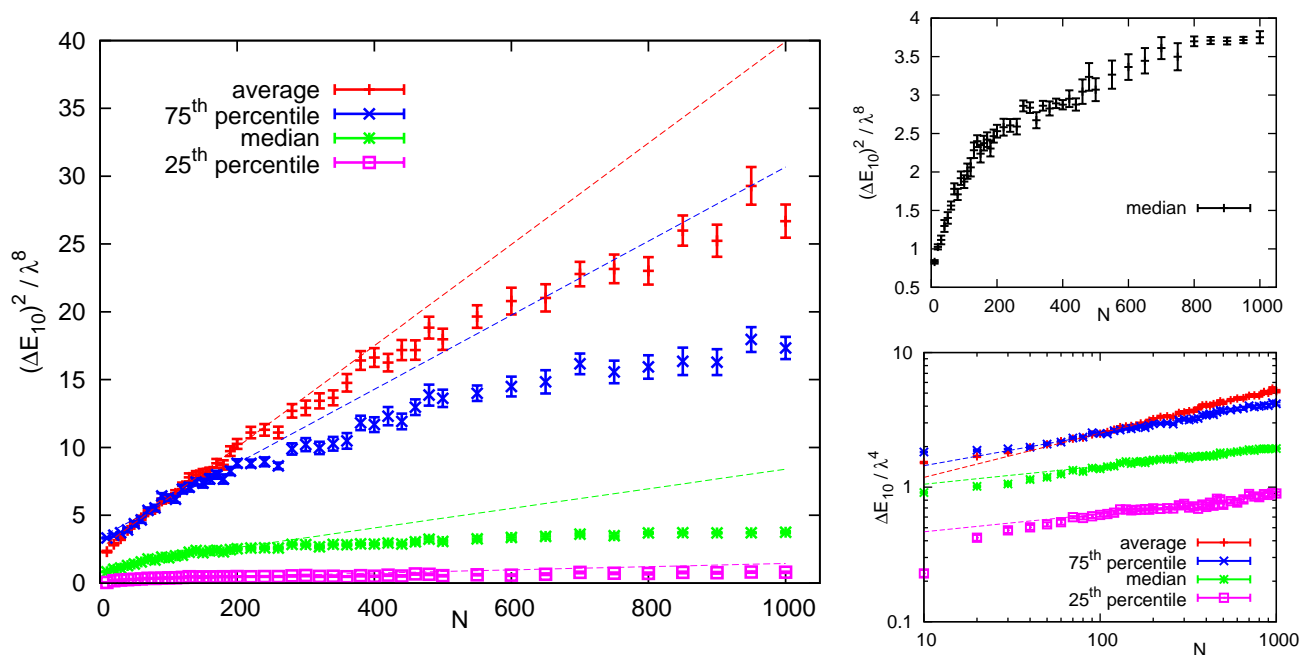 40
35
30
25
20
15
10
5
0
(ΔE₁₀)² / λ⁸
average
75ᵗʰ percentile
median
25ᵗʰ percentile
0 200 400 600 800 1000
N
4
3.5
3
2.5
2
1.5
1
0.5
(ΔE₁₀)² / λ⁸
median
0 200 400 600 800 1000
N
10
1
0.1
ΔE₁₀ / λ⁴
average
75ᵗʰ percentile
median
25ᵗʰ percentile
10 100 1000
N